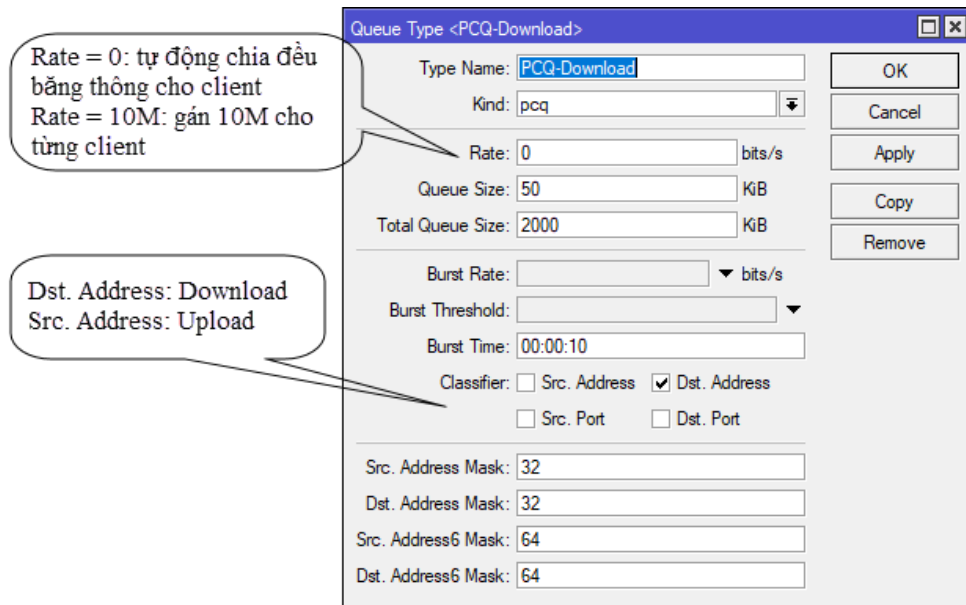 Rate = 0: tự động chia đều
băng thông cho client
Rate = 10M: gán 10M cho
từng client
Dst. Address: Download
Src. Address: Upload
Queue Type <PCQ-Download>
Type Name: PCQ-Download
Kind: pcq
Rate: 0 bits/s
Queue Size: 50 KiB
Total Queue Size: 2000 KiB
Burst Rate: bits/s
Burst Threshold:
Burst Time: 00:00:10
Classifier: Src. Address Dst. Address
Src. Port Dst. Port
Src. Address Mask: 32
Dst. Address Mask: 32
Src. Address6 Mask: 64
Dst. Address6 Mask: 64
OK
Cancel
Apply
Copy
Remove